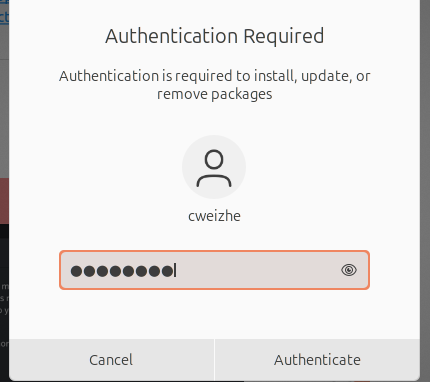 Authentication Required
Authentication is required to install, update, or
remove packages
cweizhe
●●●●●●●●
Cancel
Authenticate